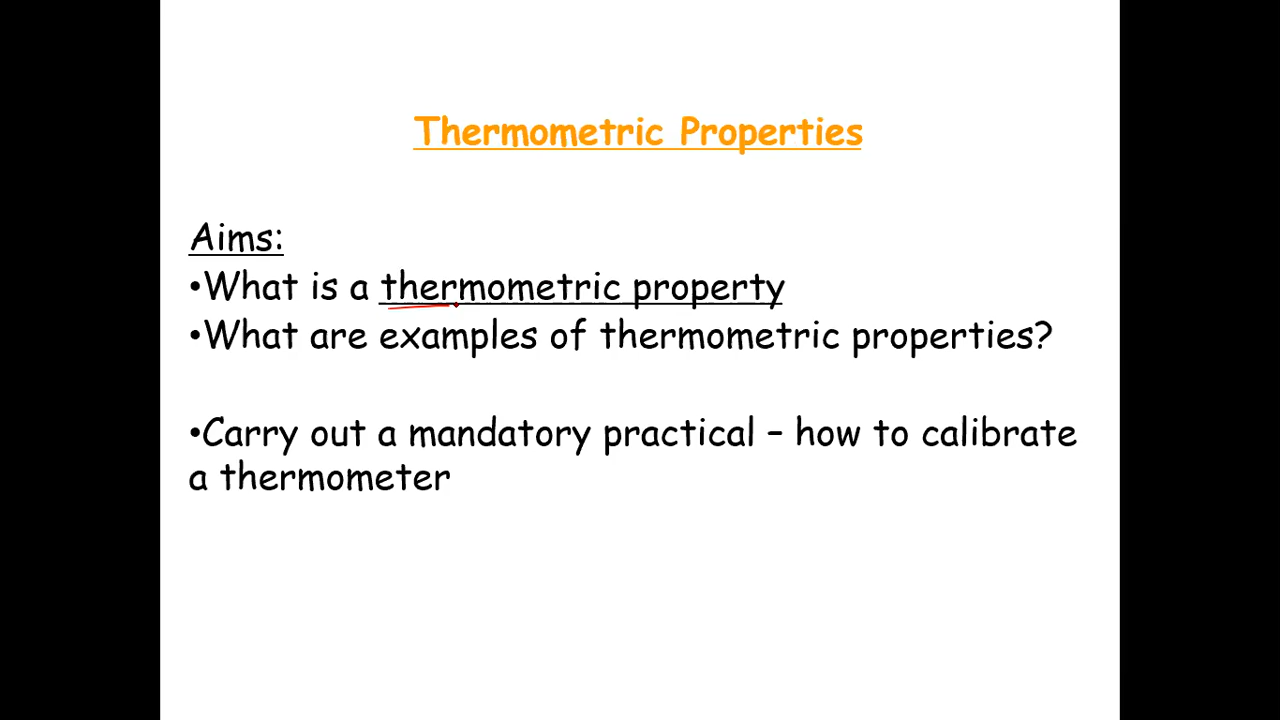 Thermometric Properties
Aims:
•What is a thermometric property
•What are examples of thermometric properties?
•Carry out a mandatory practical – how to calibrate
a thermometer